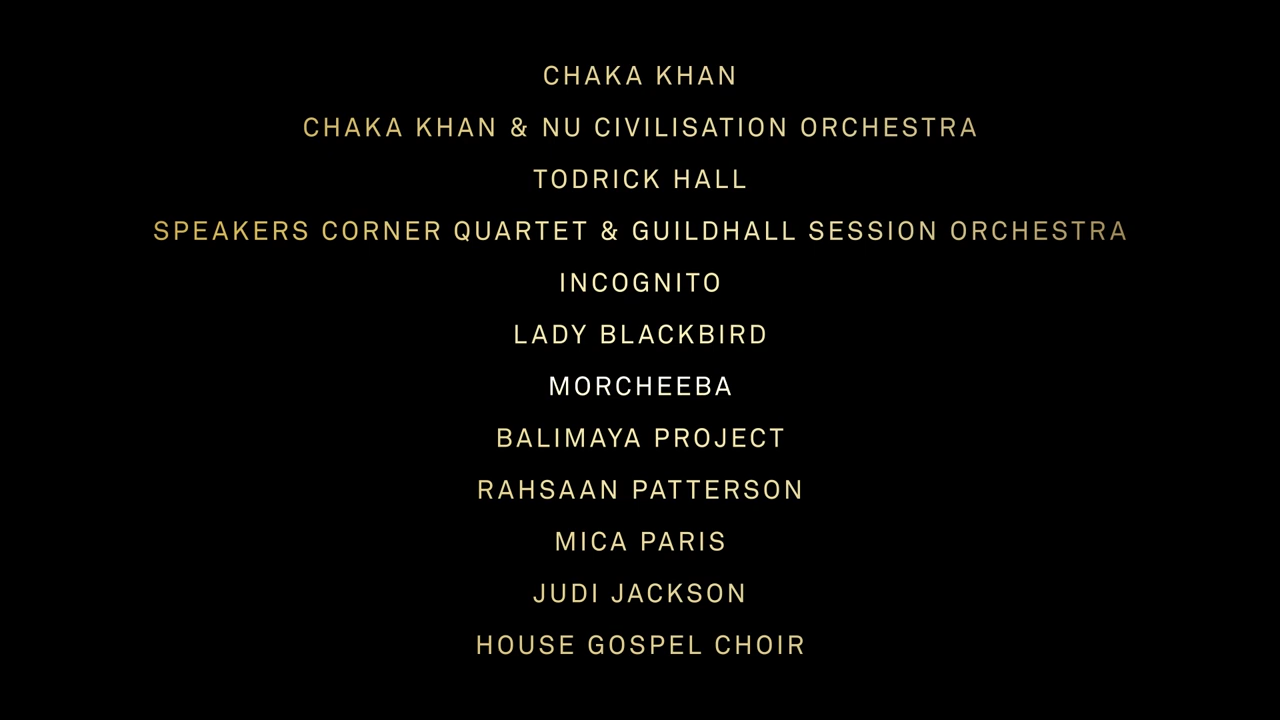 CHAKA KHAN
CHAKA KHAN & NU CIVILISATION ORCHESTRA
TODRICK HALL
SPEAKERS CORNER QUARTET & GUILDHALL SESSION ORCHESTRA
INCOGNITO
LADY BLACKBIRD
MORCHEEBA
BALIMAYA PROJECT
RAHSAAN PATTERSON
MICA PARIS
JUDI JACKSON
HOUSE GOSPEL CHOIR